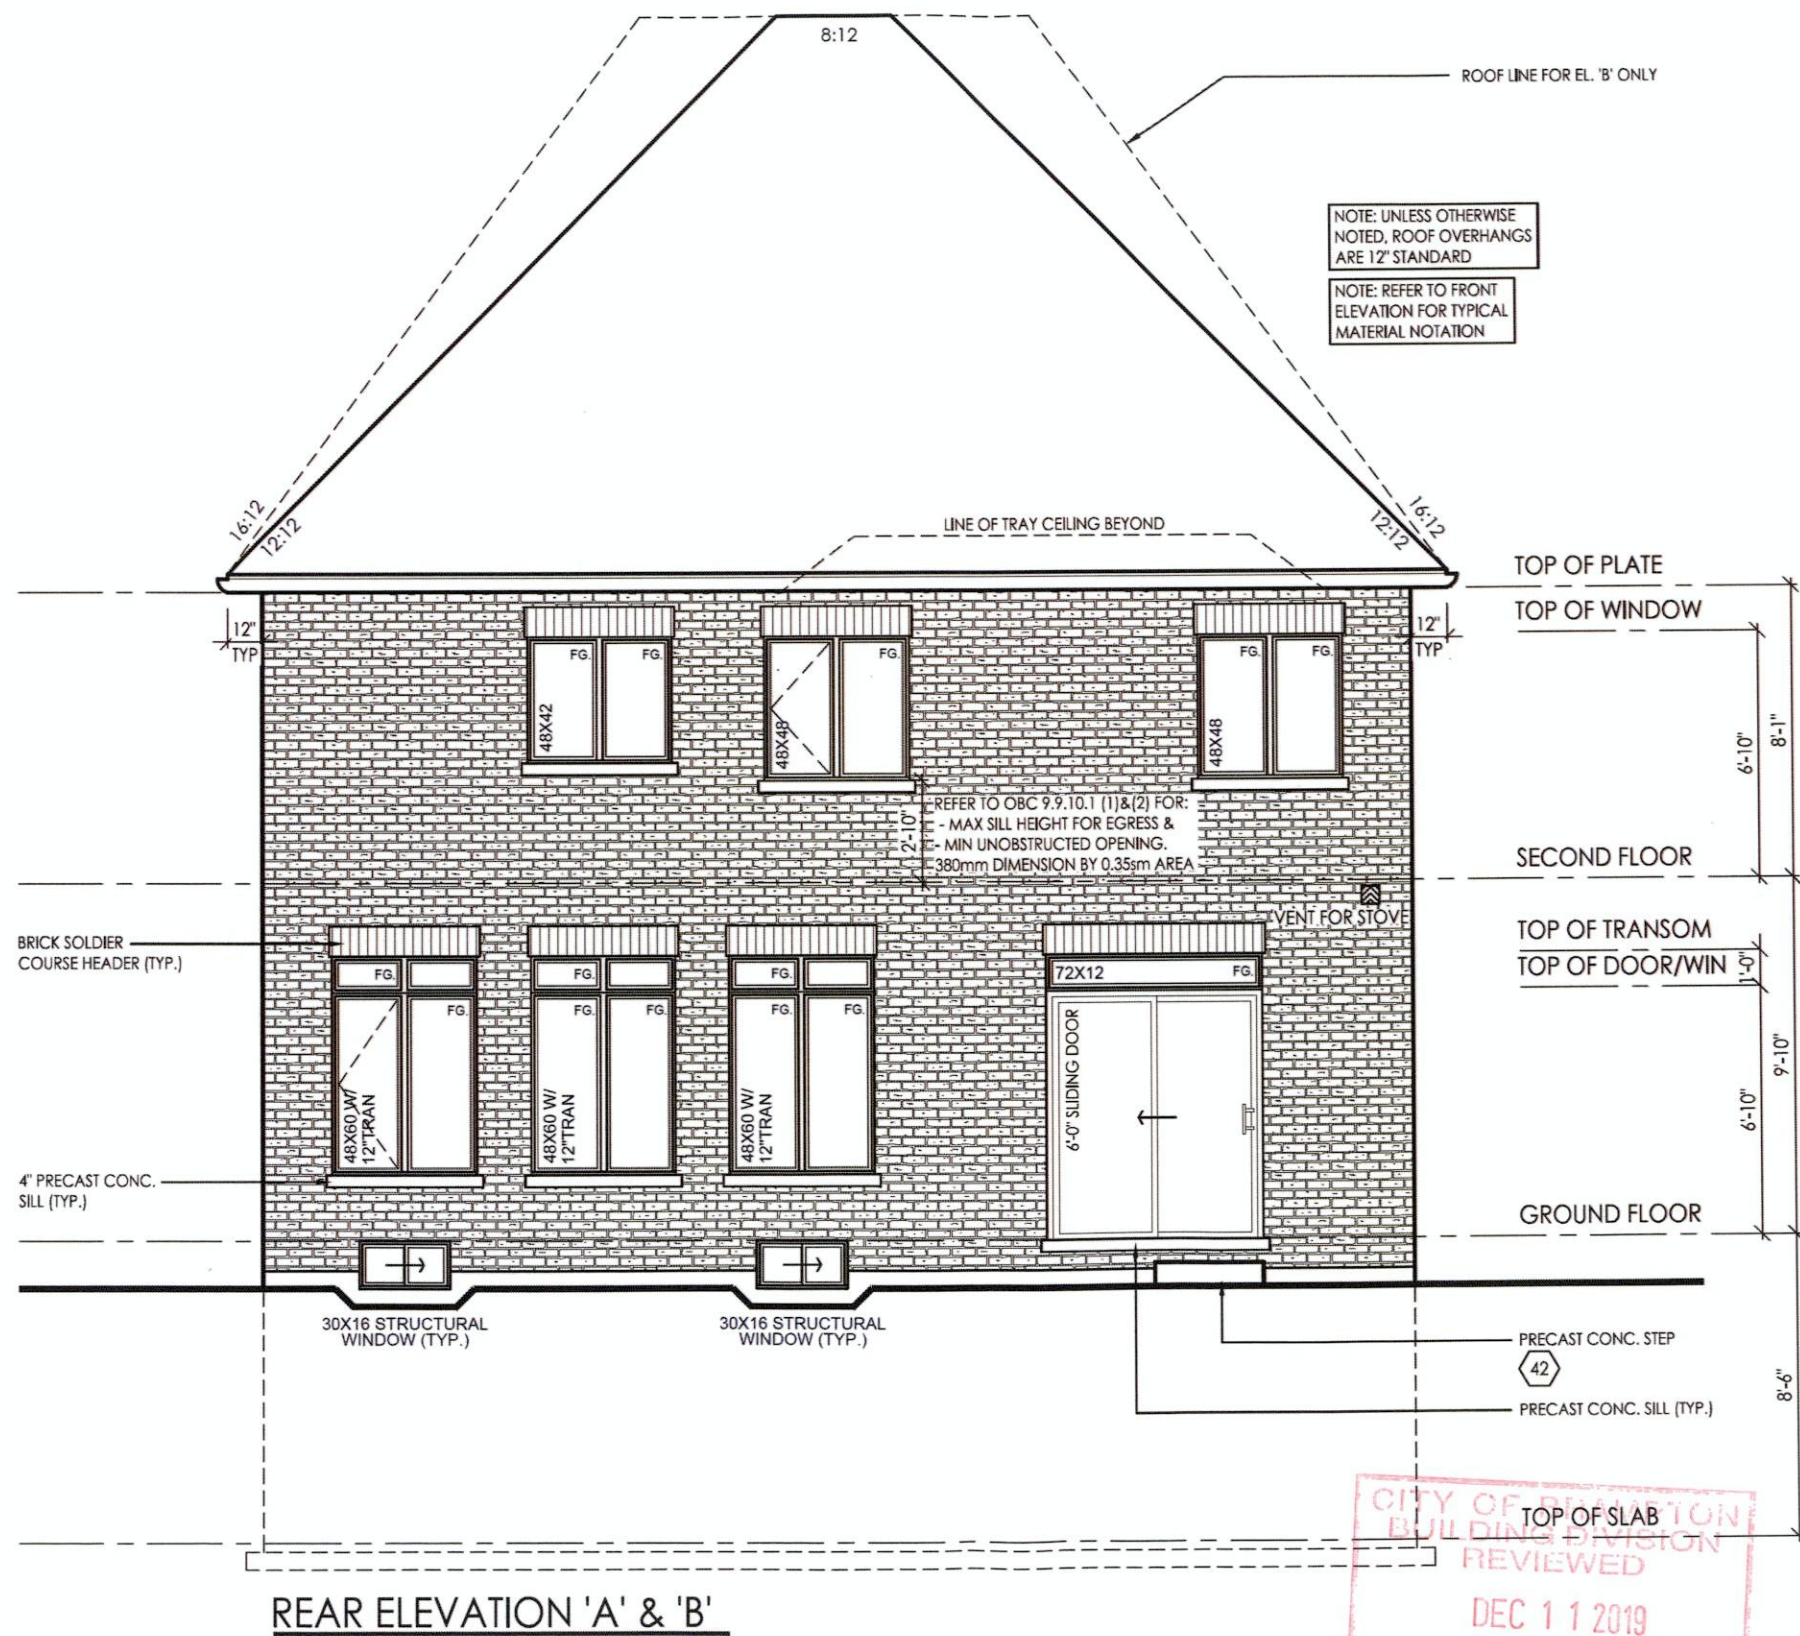 8:12
ROOF LINE FOR EL. 'B' ONLY
NOTE: UNLESS OTHERWISE
NOTED, ROOF OVERHANGS
ARE 12" STANDARD
NOTE: REFER TO FRONT
ELEVATION FOR TYPICAL
MATERIAL NOTATION
16:12
12:12
LINE OF TRAY CEILING BEYOND
16:12
12:12
TOP OF PLATE
TOP OF WINDOW
12"
TYP
12"
TYP
FG.
FG.
48X42
FG.
48X48
FG.
FG.
48X48
6'-10"
8'-1"
2'-10"
REFER TO OBC 9.9.10.1 (1)&(2) FOR:
- MAX SILL HEIGHT FOR EGRESS &
- MIN UNOBSTRUCTED OPENING.
380mm DIMENSION BY 0.35sm AREA
SECOND FLOOR
VENT FOR STOVE
BRICK SOLDIER
COURSE HEADER (TYP.)
TOP OF TRANSOM
TOP OF DOOR/WIN
1'-0"
FG.
FG.
FG.
72X12
FG.
FG.
FG.
FG.
FG.
FG.
48X60 W/
12"TRAN
48X60 W/
12"TRAN
48X60 W/
12"TRAN
6'-0" SLIDING DOOR
6'-10"
9'-10"
4" PRECAST CONC.
SILL (TYP.)
GROUND FLOOR
30X16 STRUCTURAL
WINDOW (TYP.)
30X16 STRUCTURAL
WINDOW (TYP.)
PRECAST CONC. STEP
42
PRECAST CONC. SILL (TYP.)
8'-6"
CITY OF BRAMPTON
TOP OF SLAB
BUILDING DIVISION
REVIEWED
DEC 11 2019
REAR ELEVATION 'A' & 'B'